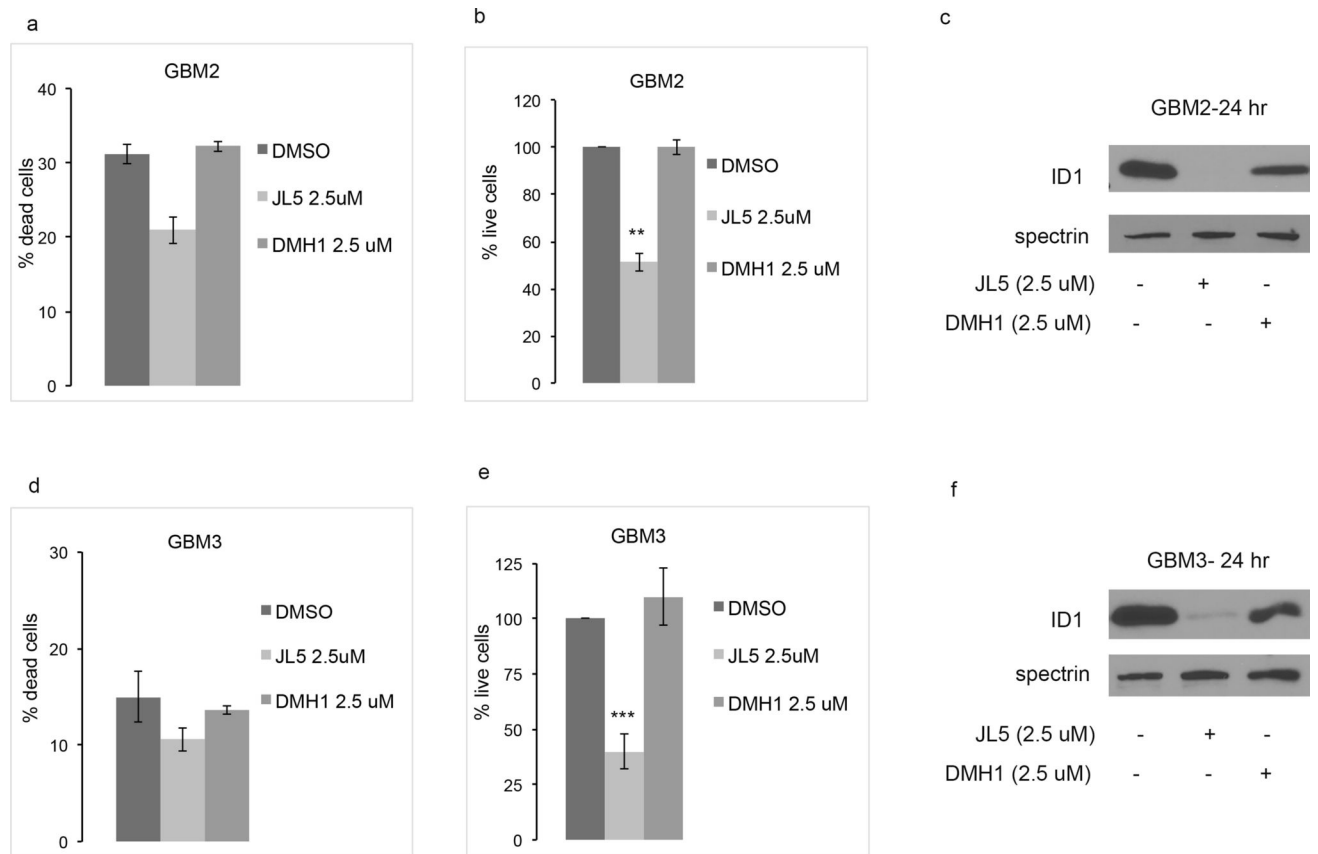 a
GBM2
% dead cells
40
30
20
10
0
DMSO
JL5 2.5uM
DMH1 2.5 uM
b
GBM2
% live cells
120
100
80
60
40
20
0
**
DMSO
JL5 2.5uM
DMH1 2.5 uM
c
GBM2-24 hr
ID1
spectrin
JL5 (2.5 uM) - + -
DMH1 (2.5 uM) - - +
d
GBM3
% dead cells
30
20
10
0
DMSO
JL5 2.5uM
DMH1 2.5 uM
e
GBM3
% live cells
125
100
75
50
25
0
***
DMSO
JL5 2.5uM
DMH1 2.5 uM
f
GBM3- 24 hr
ID1
spectrin
JL5 (2.5 uM) - + -
DMH1 (2.5 uM) - - +